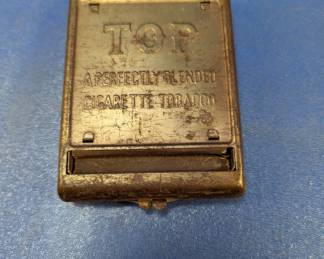 TOP
A PERFECTLY BLENDED
CIGARETTE TOBACCO